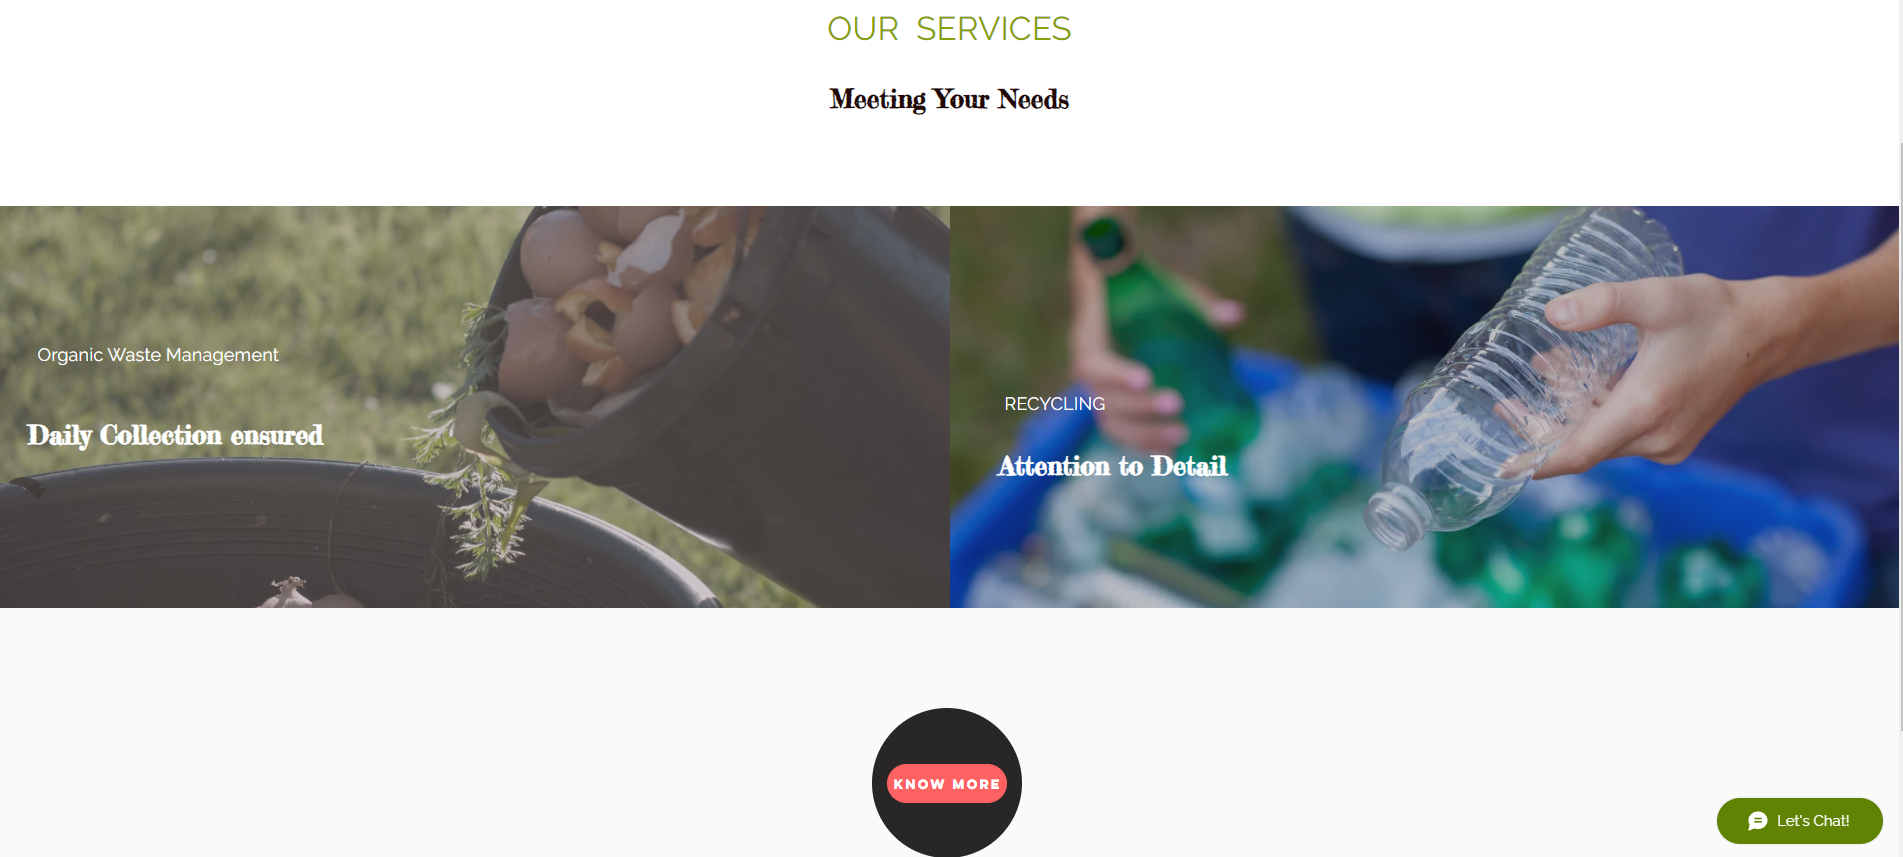 OUR SERVICES
Meeting Your Needs
Organic Waste Management
Daily Collection ensured
RECYCLING
Attention to Detail
KNOW MORE
Let's Chat!